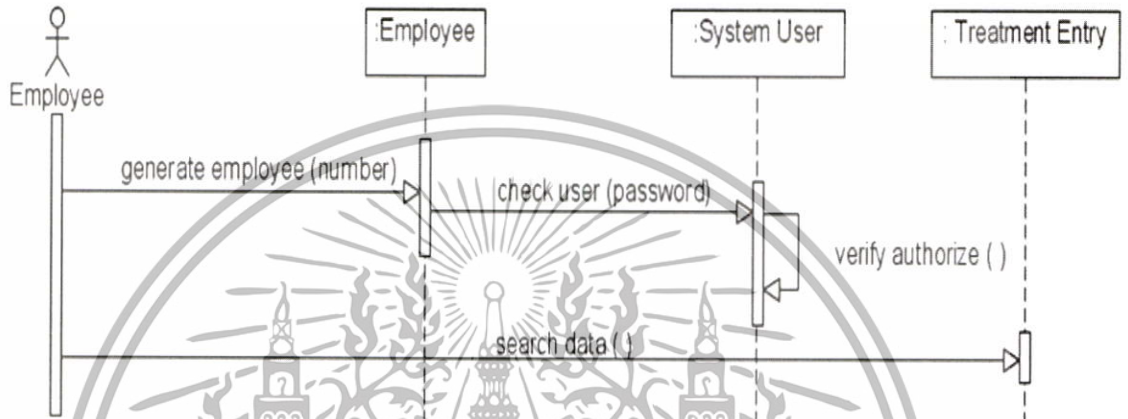 :Employee
:System User
: Treatment Entry
Employee
generate employee (number)
check user (password)
verify authorize ( )
search data ( )